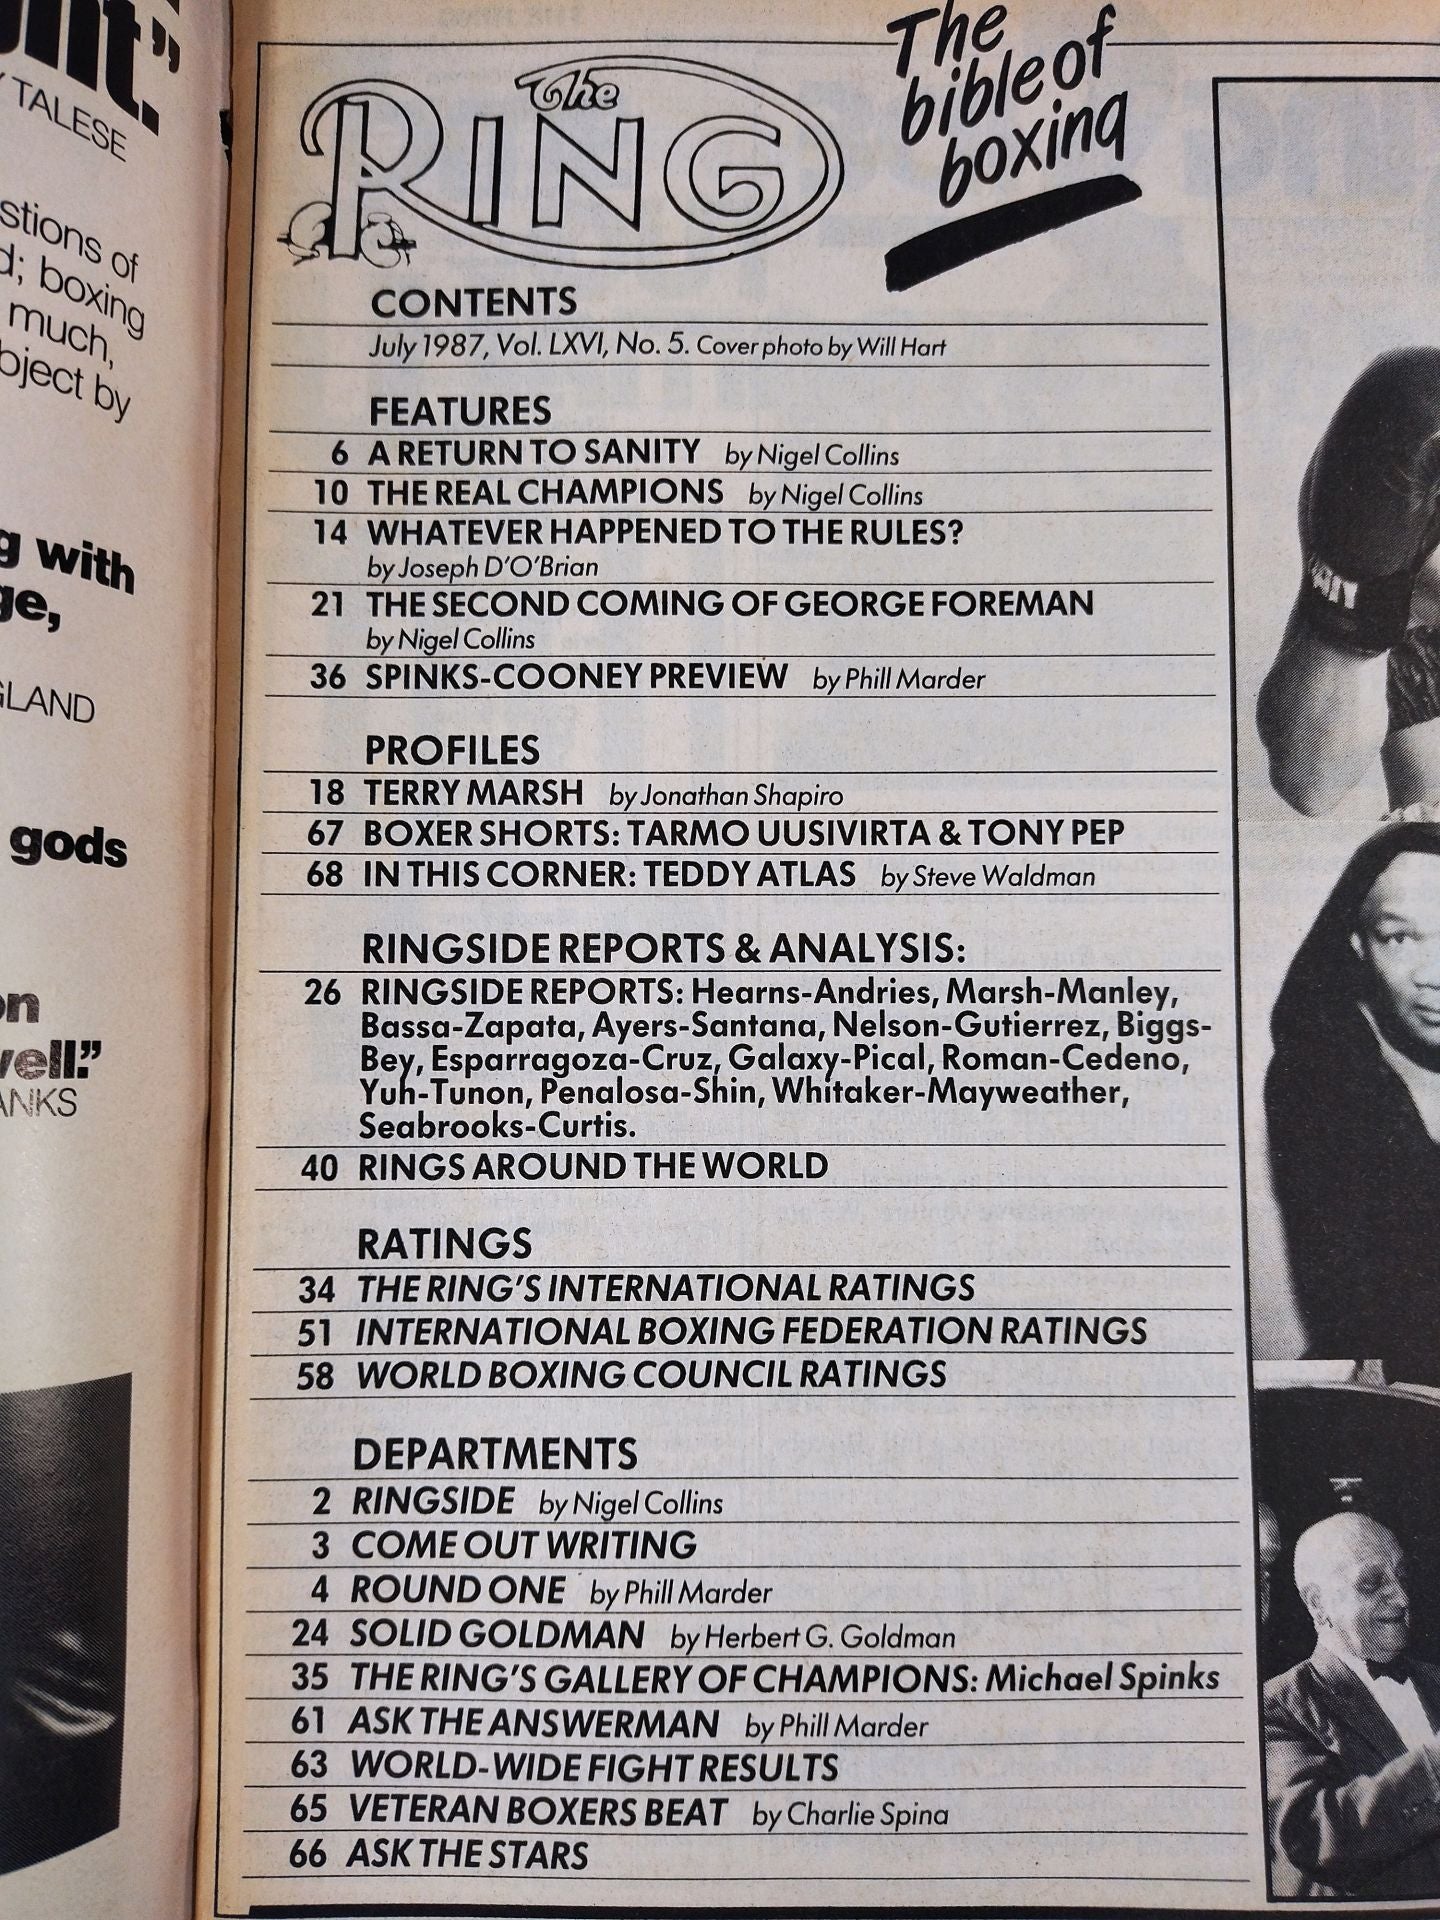 TALESE
stions of
boxing
much,
bject by
with
gods
The
RING
The
bible of
boxing
CONTENTS
July 1987, Vol. LXVI, No. 5. Cover photo by Will Hart
FEATURES
6 A RETURN TO SANITY by Nigel Collins
10 THE REAL CHAMPIONS by Nigel Collins
14 WHATEVER HAPPENED TO THE RULES?
by Joseph D'O'Brian
21 THE SECOND COMING OF GEORGE FOREMAN
by Nigel Collins
36 SPINKS-COONEY PREVIEW by Phill Marder
PROFILES
18 TERRY MARSH by Jonathan Shapiro
67 BOXER SHORTS: TARMO UUSIVIRTA & TONY PEP
68 IN THIS CORNER: TEDDY ATLAS by Steve Waldman
RINGSIDE REPORTS & ANALYSIS:
26 RINGSIDE REPORTS: Hearns-Andries, Marsh-Manley,
Bassa-Zapata, Ayers-Santana, Nelson-Gutierrez, Biggs-
Bey, Esparragoza-Cruz, Galaxy-Pical, Roman-Cedeno,
Yuh-Tunon, Penalosa-Shin, Whitaker-Mayweather,
Seabrooks-Curtis.
40 RINGS AROUND THE WORLD
RATINGS
34 THE RING'S INTERNATIONAL RATINGS
51 INTERNATIONAL BOXING FEDERATION RATINGS
58 WORLD BOXING COUNCIL RATINGS
DEPARTMENTS
2 RINGSIDE by Nigel Collins
3 COME OUT WRITING
4 ROUND ONE by Phill Marder
24 SOLID GOLDMAN by Herbert G. Goldman
35 THE RING'S GALLERY OF CHAMPIONS: Michael Spinks
61 ASK THE ANSWERMAN by Phill Marder
63 WORLD-WIDE FIGHT RESULTS
65 VETERAN BOXERS BEAT by Charlie Spina
66 ASK THE STARS